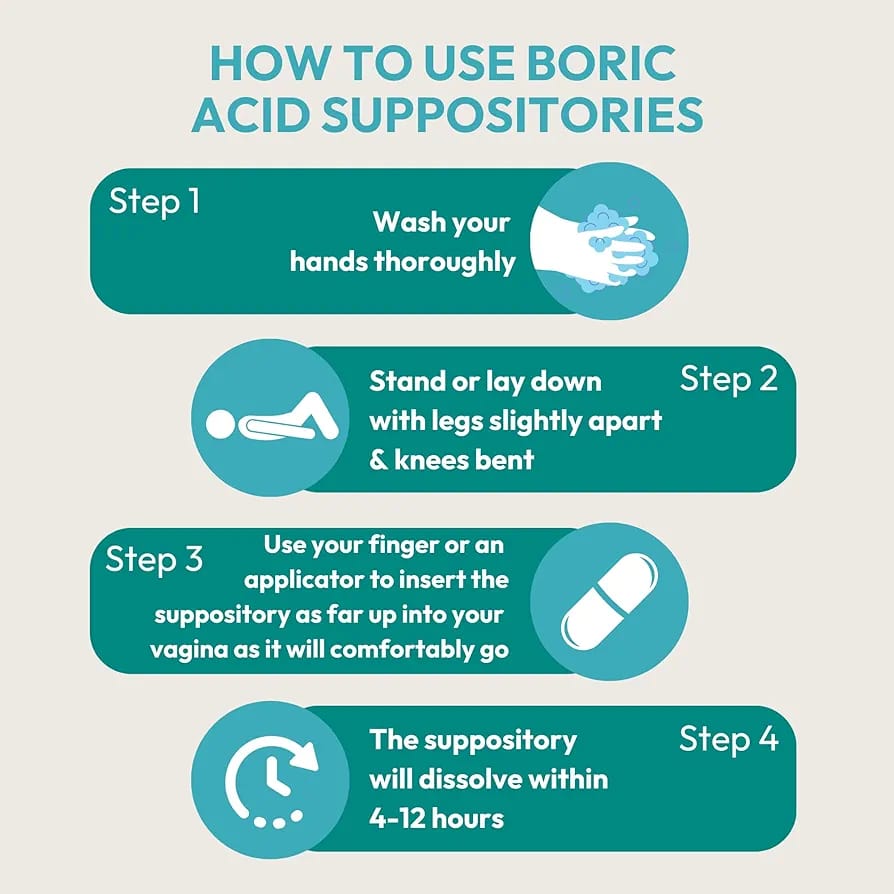 HOW TO USE BORIC
ACID SUPPOSITORIES
Step 1
Wash your
hands thoroughly
Step 2
Stand or lay down
with legs slightly apart
& knees bent
Step 3
Use your finger or an
applicator to insert the
suppository as far up into your
vagina as it will comfortably go
Step 4
The suppository
will dissolve within
4-12 hours